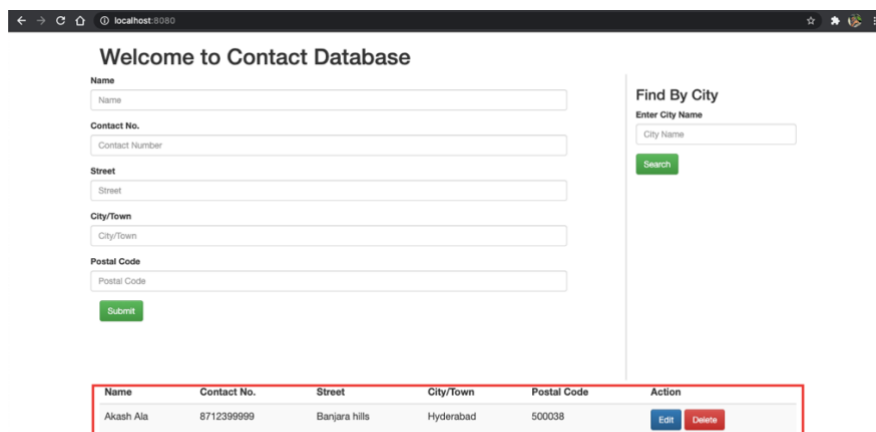 localhost:8080
Welcome to Contact Database
Name
Name
Contact No.
Contact Number
Street
Street
City/Town
City/Town
Postal Code
Postal Code
Submit
Find By City
Enter City Name
City Name
Search
Name Contact No. Street City/Town Postal Code Action
Akash Ala 8712399999 Banjara hills Hyderabad 500038 Edit Delete